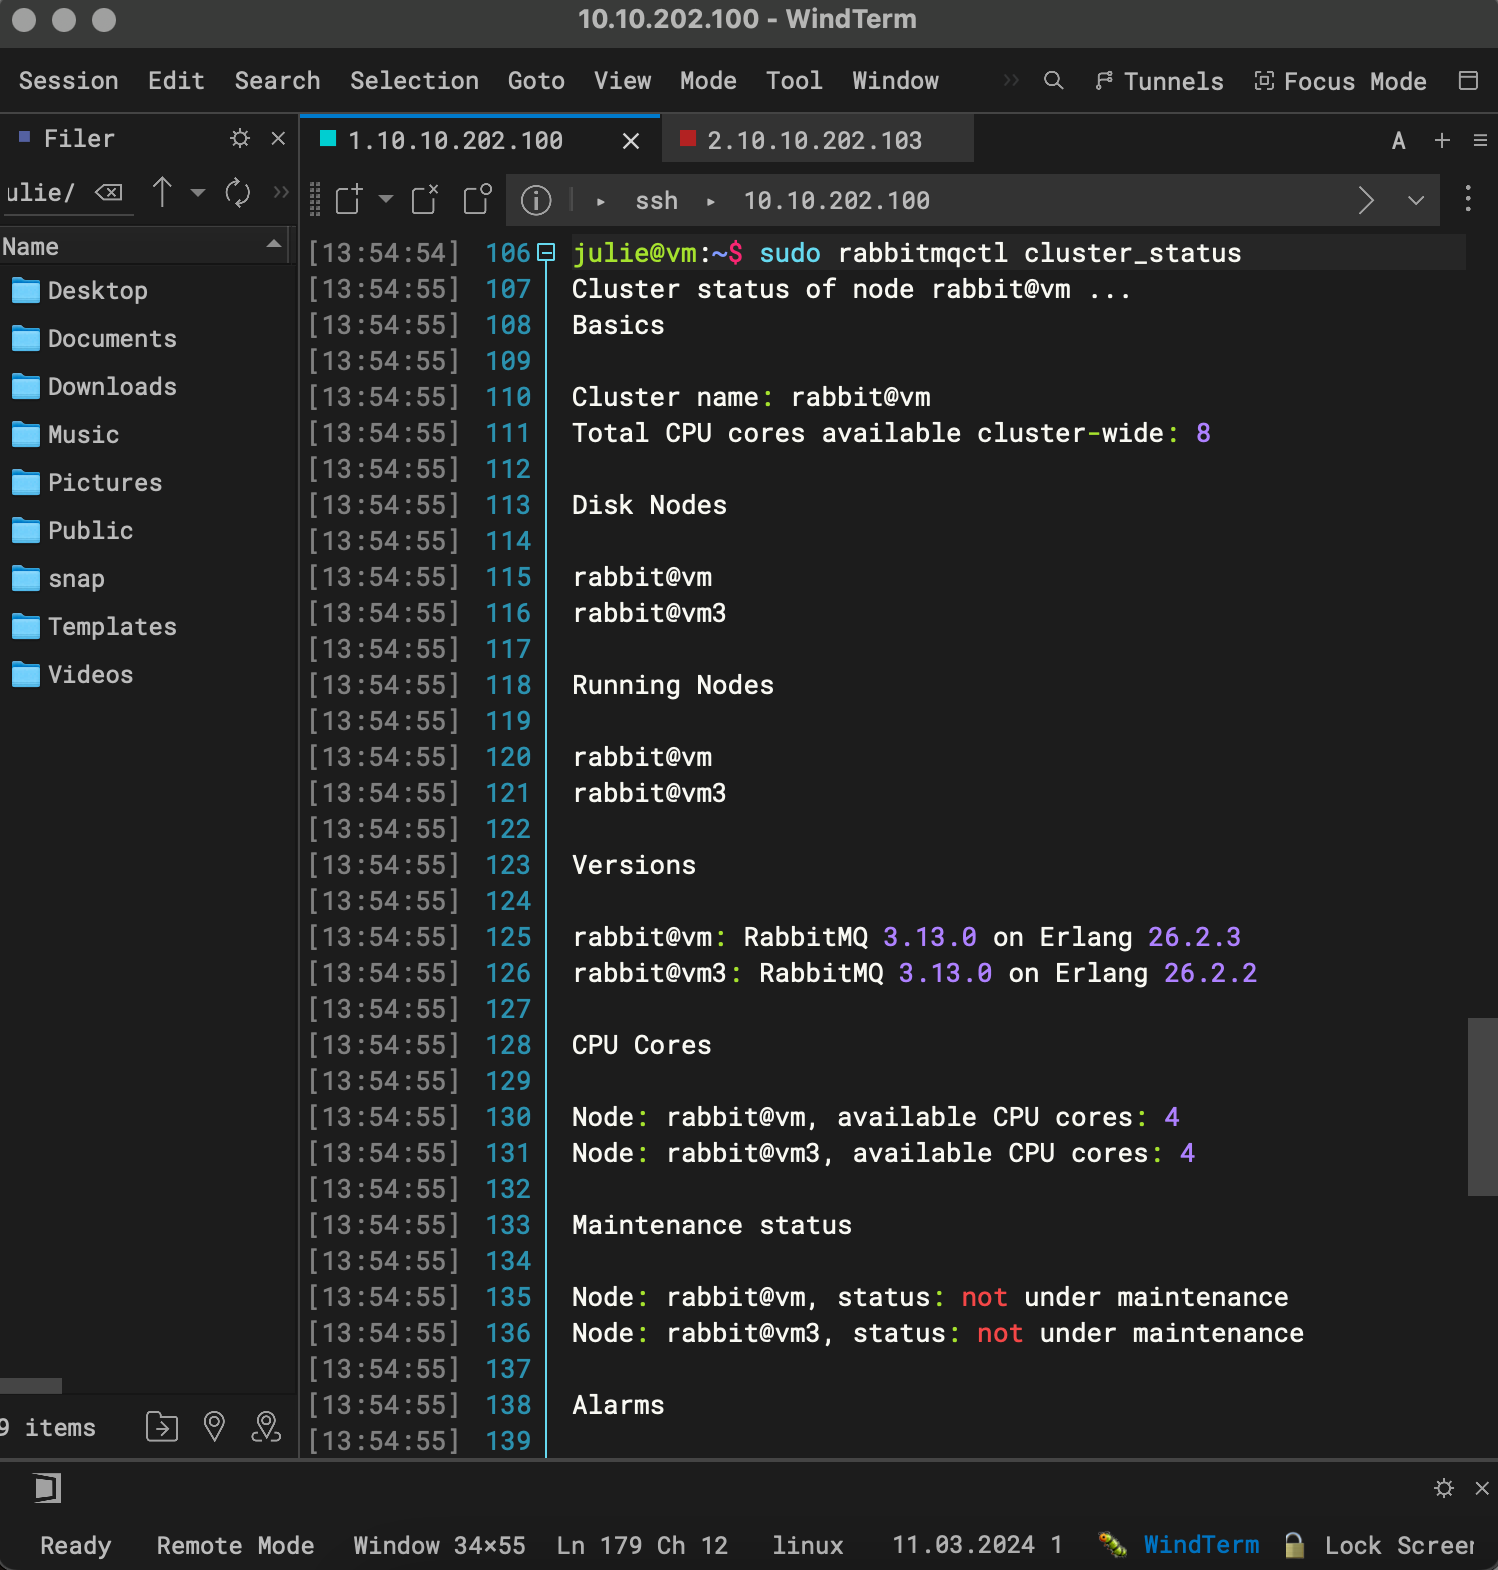 10.10.202.100 - WindTerm
Session Edit Search Selection Goto View Mode Tool Window Tunnels Focus Mode
Filer
1.10.10.202.100
2.10.10.202.103
A
ulie/
ssh 10.10.202.100
Name
Desktop
Documents
Downloads
Music
Pictures
Public
snap
Templates
Videos
9 items
[13:54:54] 106 julie@vm:~$ sudo rabbitmqctl cluster_status
[13:54:55] 107 Cluster status of node rabbit@vm ...
[13:54:55] 108 Basics
[13:54:55] 109
[13:54:55] 110 Cluster name: rabbit@vm
[13:54:55] 111 Total CPU cores available cluster-wide: 8
[13:54:55] 112
[13:54:55] 113 Disk Nodes
[13:54:55] 114
[13:54:55] 115 rabbit@vm
[13:54:55] 116 rabbit@vm3
[13:54:55] 117
[13:54:55] 118 Running Nodes
[13:54:55] 119
[13:54:55] 120 rabbit@vm
[13:54:55] 121 rabbit@vm3
[13:54:55] 122
[13:54:55] 123 Versions
[13:54:55] 124
[13:54:55] 125 rabbit@vm: RabbitMQ 3.13.0 on Erlang 26.2.3
[13:54:55] 126 rabbit@vm3: RabbitMQ 3.13.0 on Erlang 26.2.2
[13:54:55] 127
[13:54:55] 128 CPU Cores
[13:54:55] 129
[13:54:55] 130 Node: rabbit@vm, available CPU cores: 4
[13:54:55] 131 Node: rabbit@vm3, available CPU cores: 4
[13:54:55] 132
[13:54:55] 133 Maintenance status
[13:54:55] 134
[13:54:55] 135 Node: rabbit@vm, status: not under maintenance
[13:54:55] 136 Node: rabbit@vm3, status: not under maintenance
[13:54:55] 137
[13:54:55] 138 Alarms
[13:54:55] 139
Ready Remote Mode Window 34×55 Ln 179 Ch 12 linux 11.03.2024 1 WindTerm Lock Screen